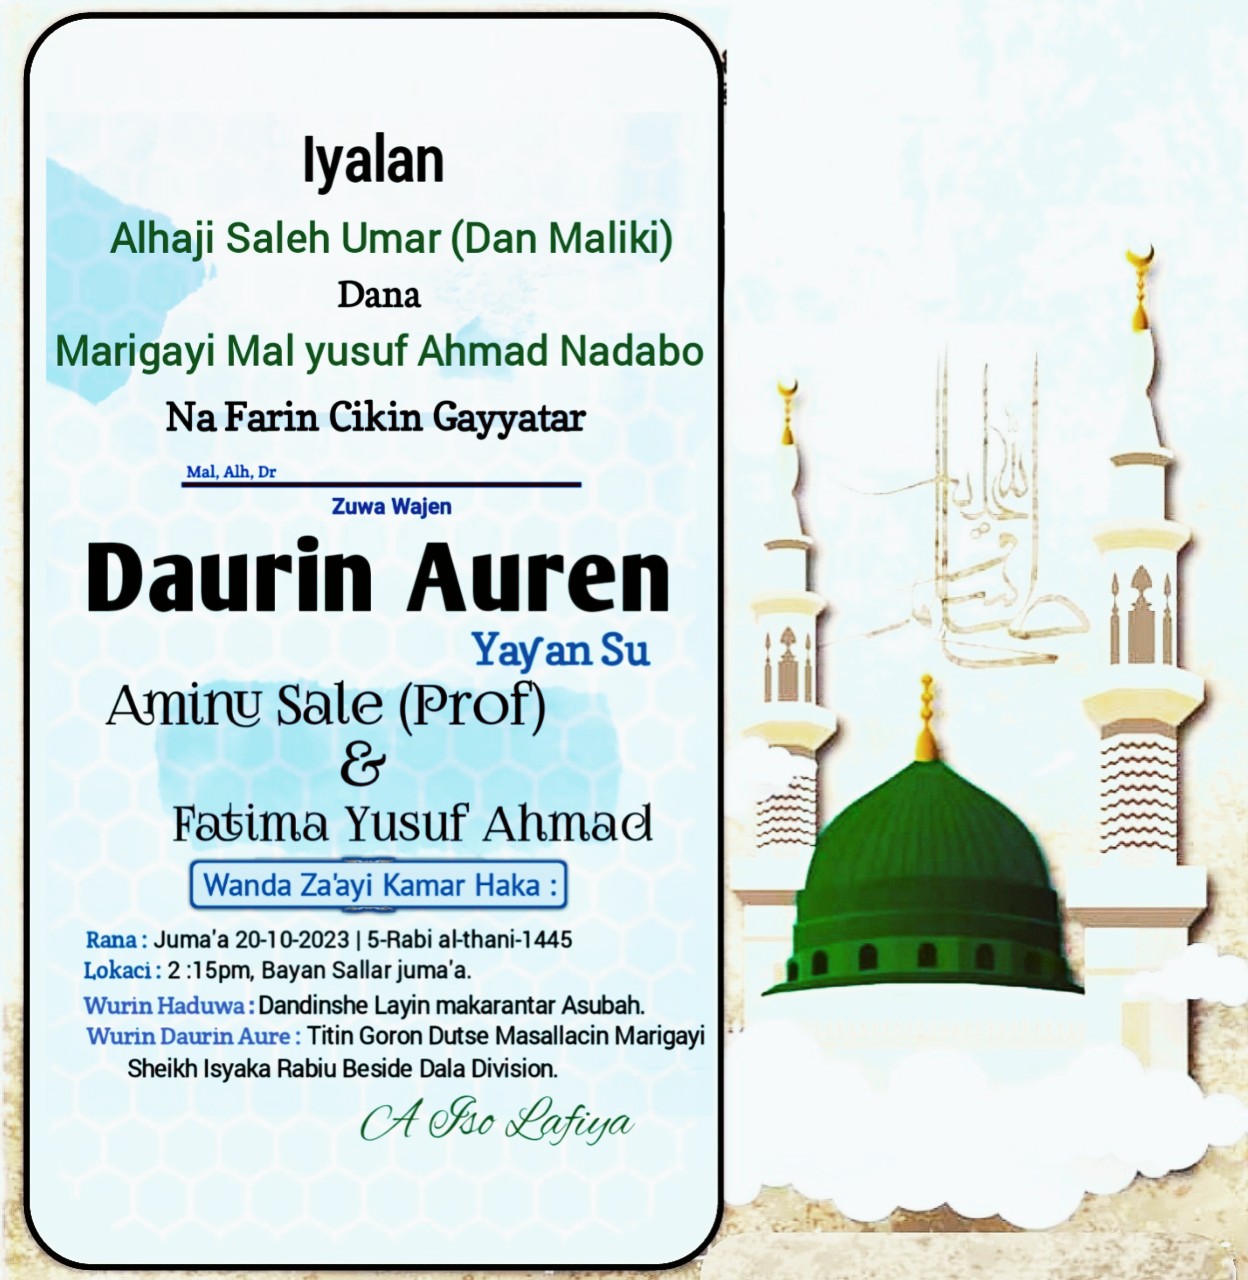 Iyalan
Alhaji Saleh Umar (Dan Maliki)
Dana
Marigayi Mal yusuf Ahmad Nadabo
Na Farin Cikin Gayyatar
Mal, Alh, Dr
Zuwa Wajen
Daurin Auren
Yay'an Su
Aminu Sale (Prof)
&
Fatima Yusuf Ahmad
Wanda Za'ayi Kamar Haka :
Rana : Juma'a 20-10-2023 | 5-Rabi al-thani-1445
Lokaci : 2 :15pm, Bayan Sallar juma'a.
Wurin Haduwa : Dandinshe Layin makarantar Asubah.
Wurin Daurin Aure : Titin Goron Dutse Masallacin Marigayi
Sheikh Isyaka Rabiu Beside Dala Division.
A Iso Lafiya